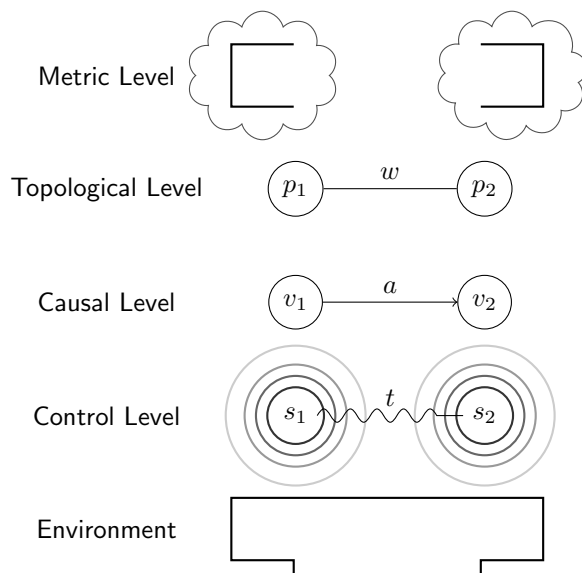 Metric Level
Topological Level p₁ w p₂
Causal Level v₁ a v₂
Control Level s₁ t s₂
Environment